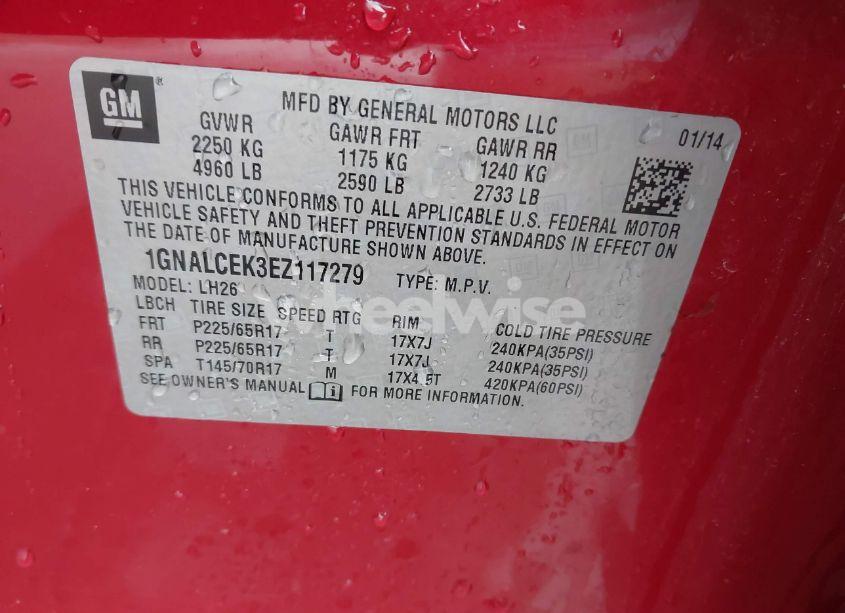 GM ®
MFD BY GENERAL MOTORS LLC
01/14
GVWR GAWR FRT GAWR RR
2250 KG 1175 KG 1240 KG
4960 LB 2590 LB 2733 LB
THIS VEHICLE CONFORMS TO ALL APPLICABLE U.S. FEDERAL MOTOR
VEHICLE SAFETY AND THEFT PREVENTION STANDARDS IN EFFECT ON
THE DATE OF MANUFACTURE SHOWN ABOVE.
1GNALCEK3EZ117279 TYPE: M.P.V.
MODEL: LH26
LBCH TIRE SIZE SPEED RTG RIM COLD TIRE PRESSURE
FRT P225/65R17 T 17X7J 240KPA(35PSI)
RR P225/65R17 T 17X7J 240KPA(35PSI)
SPA T145/70R17 M 17X4.5T 420KPA(60PSI)
SEE OWNER'S MANUAL FOR MORE INFORMATION.
wheelwise